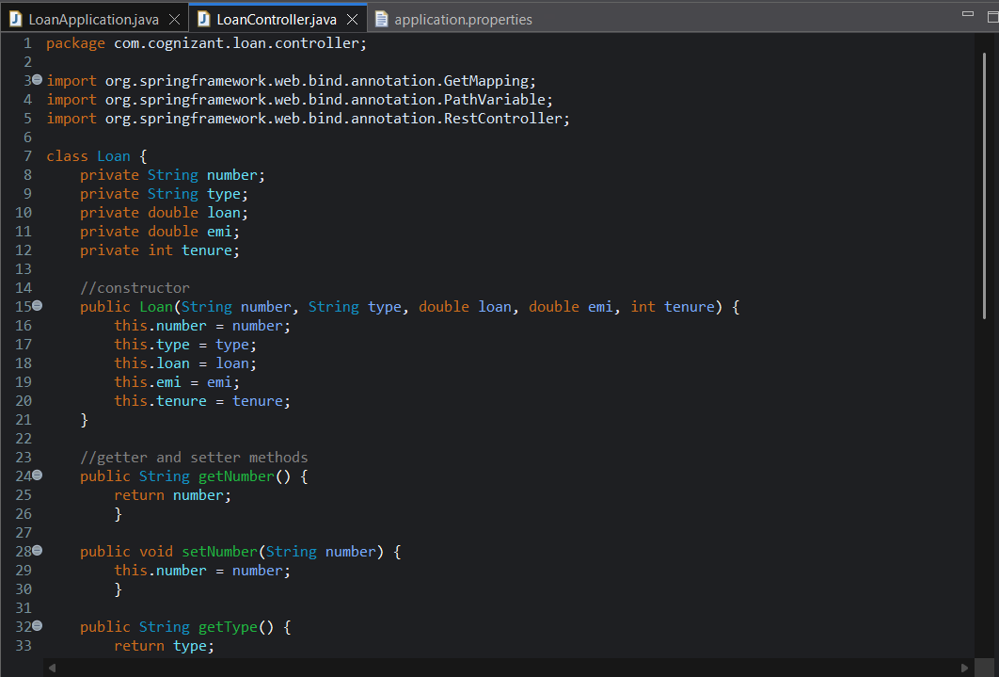 LoanApplication.java LoanController.java application.properties
1 package com.cognizant.loan.controller;
2
3 import org.springframework.web.bind.annotation.GetMapping;
4 import org.springframework.web.bind.annotation.PathVariable;
5 import org.springframework.web.bind.annotation.RestController;
6
7 class Loan {
8     private String number;
9     private String type;
10     private double loan;
11     private double emi;
12     private int tenure;
13
14     //constructor
15     public Loan(String number, String type, double loan, double emi, int tenure) {
16         this.number = number;
17         this.type = type;
18         this.loan = loan;
19         this.emi = emi;
20         this.tenure = tenure;
21     }
22
23     //getter and setter methods
24     public String getNumber() {
25         return number;
26         }
27
28     public void setNumber(String number) {
29         this.number = number;
30         }
31
32     public String getType() {
33         return type;